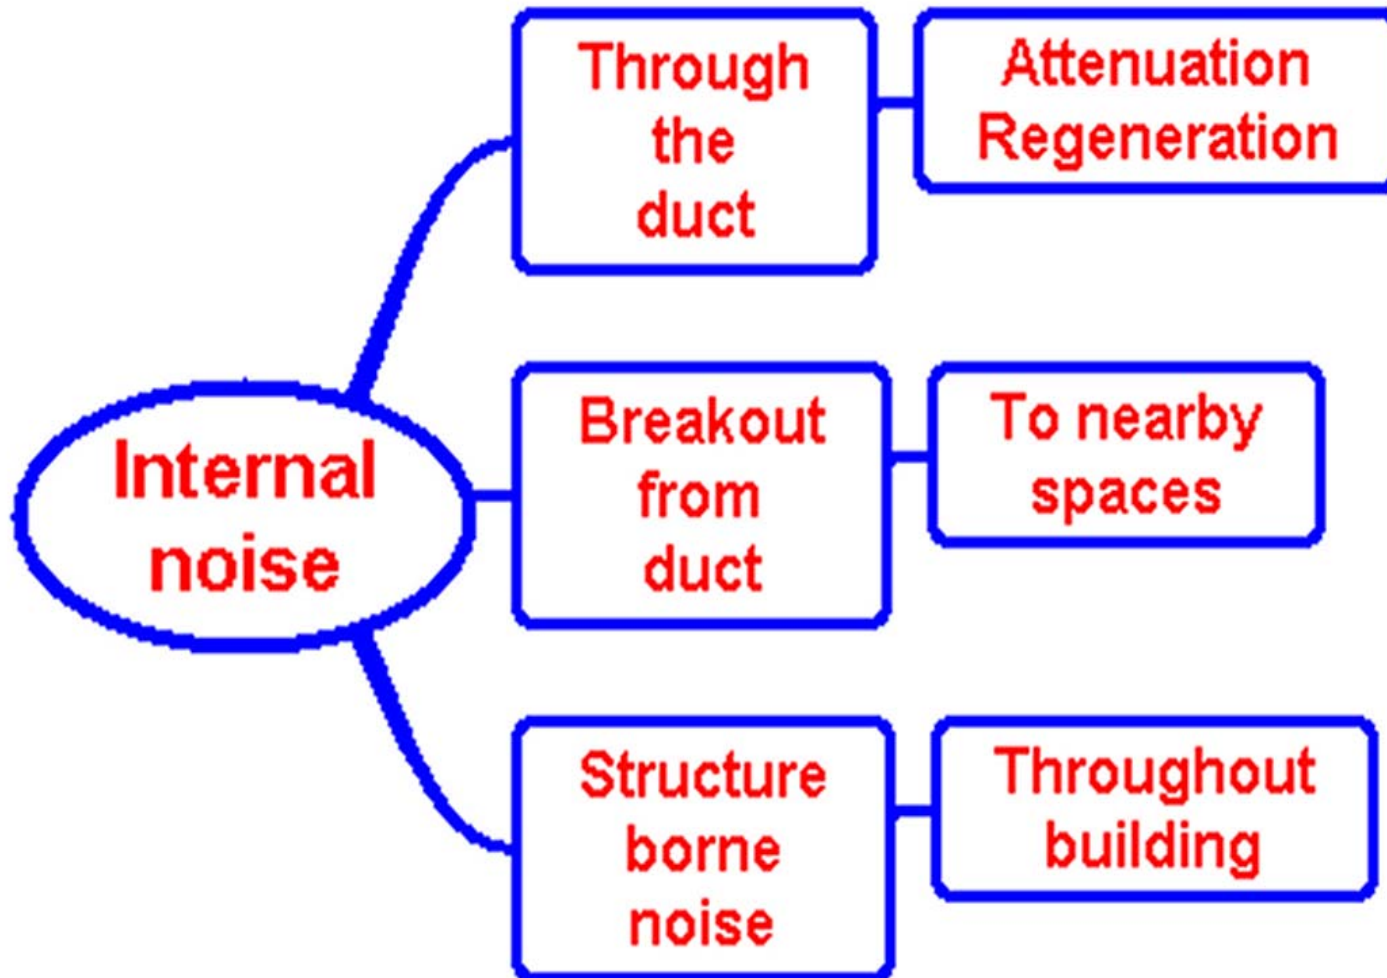 Internal
noise
Through
the
duct
Attenuation
Regeneration
Breakout
from
duct
To nearby
spaces
Structure
borne
noise
Throughout
building